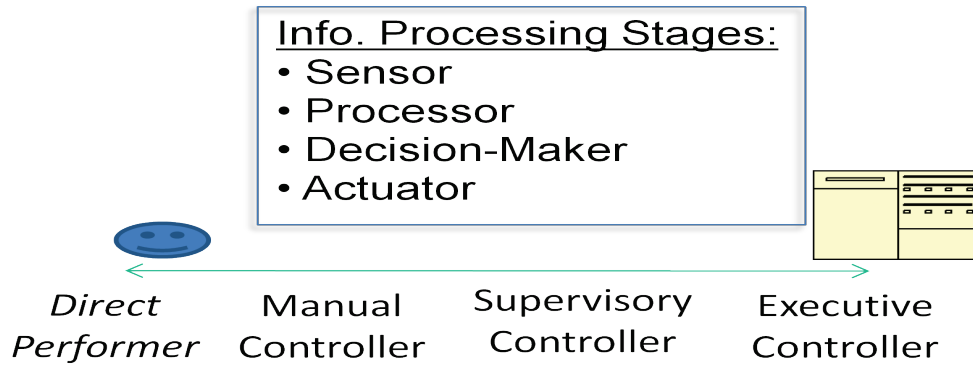 Info. Processing Stages:
• Sensor
• Processor
• Decision-Maker
• Actuator
Direct Performer
Manual Controller
Supervisory Controller
Executive Controller